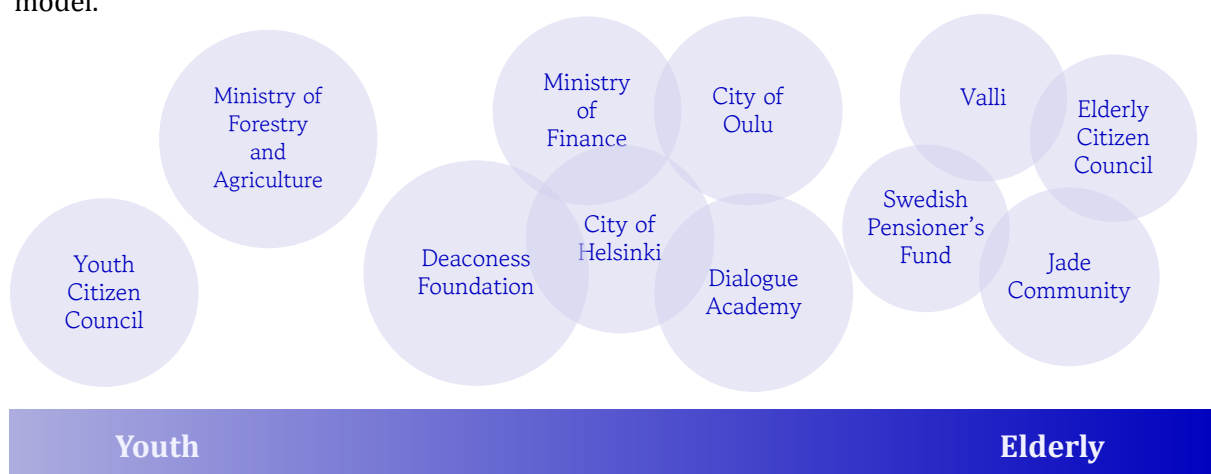 model.
Ministry of
Forestry
and
Agriculture
Ministry
of
Finance
City of
Oulu
Valli
Elderly
Citizen
Council
Youth
Citizen
Council
Deaconess
Foundation
City of
Helsinki
Dialogue
Academy
Swedish
Pensioner’s
Fund
Jade
Community
Youth
Elderly